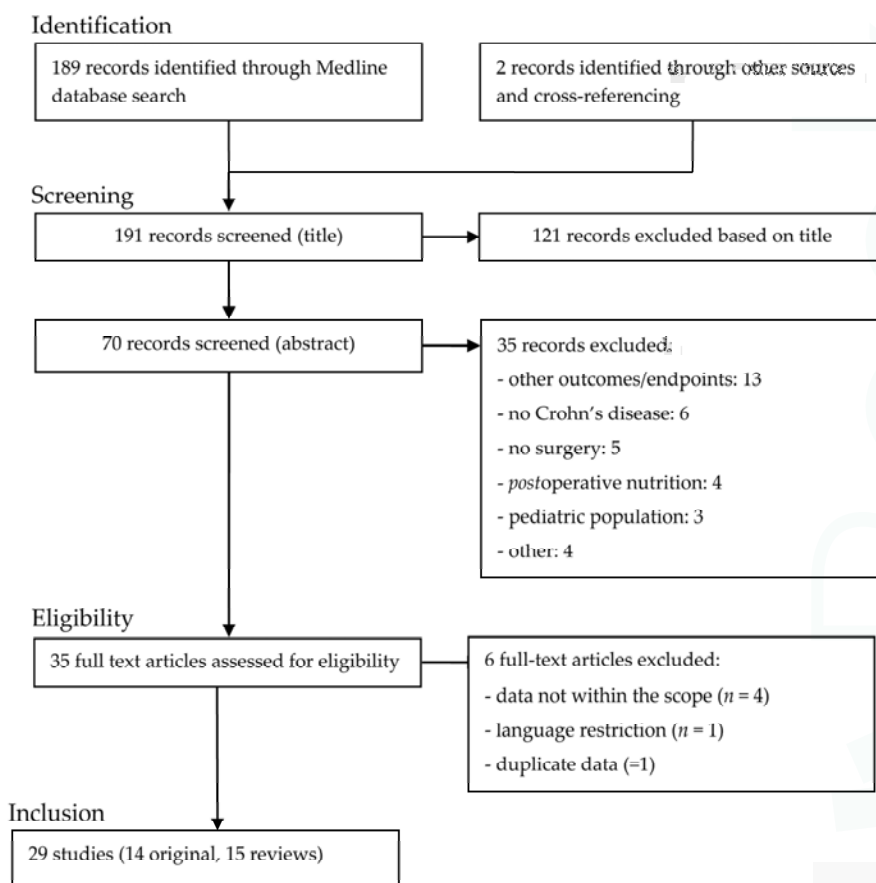 Identification
189 records identified through Medline
database search
2 records identified through other sources
and cross-referencing
Screening
191 records screened (title)
121 records excluded based on title
70 records screened (abstract)
35 records excluded:
- other outcomes/endpoints: 13
- no Crohn's disease: 6
- no surgery: 5
- postoperative nutrition: 4
- pediatric population: 3
- other: 4
Eligibility
35 full text articles assessed for eligibility
6 full-text articles excluded:
- data not within the scope (n = 4)
- language restriction (n = 1)
- duplicate data (=1)
Inclusion
29 studies (14 original, 15 reviews)